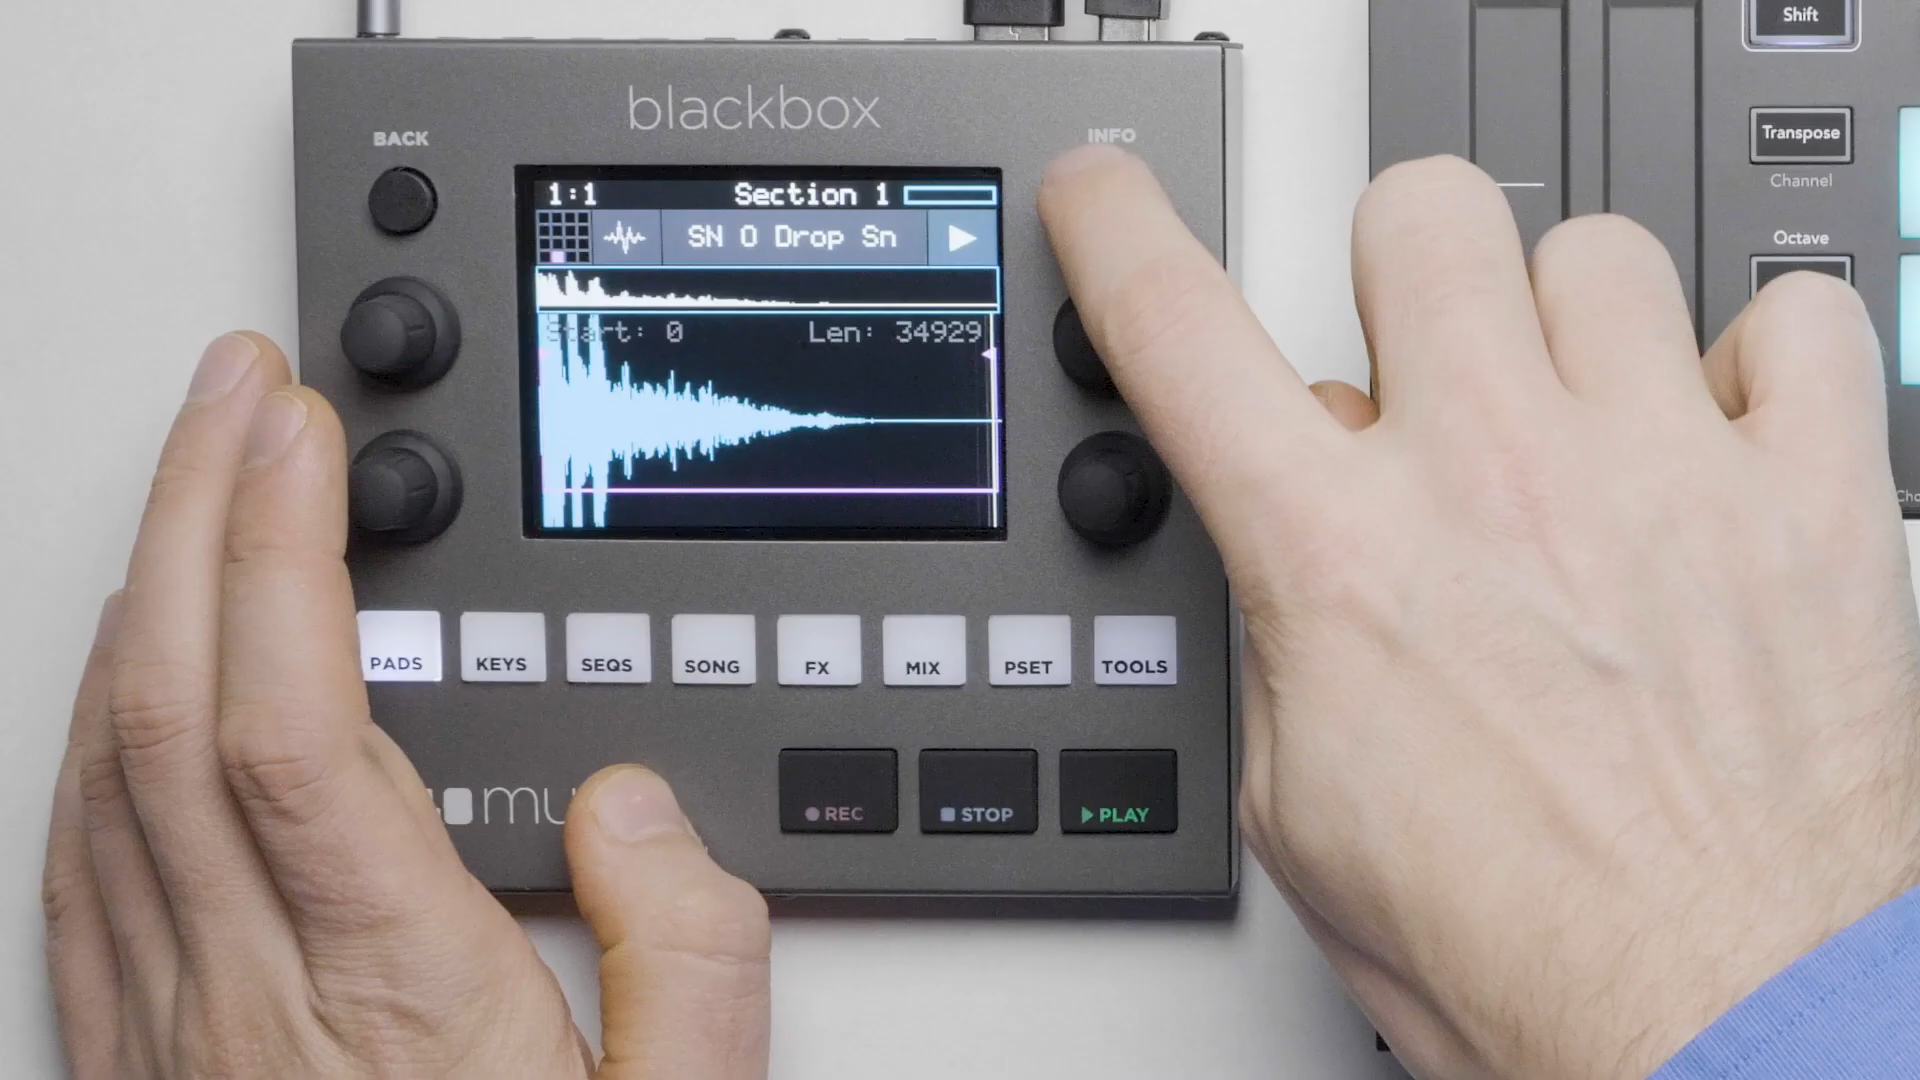 Shift
blackbox
BACK
INFO
Transpose
Channel
1:1 Section 1
SN O Drop Sn
Octave
Start: 0 Len: 34929
PADS KEYS SEQS SONG FX MIX PSET TOOLS
REC STOP PLAY